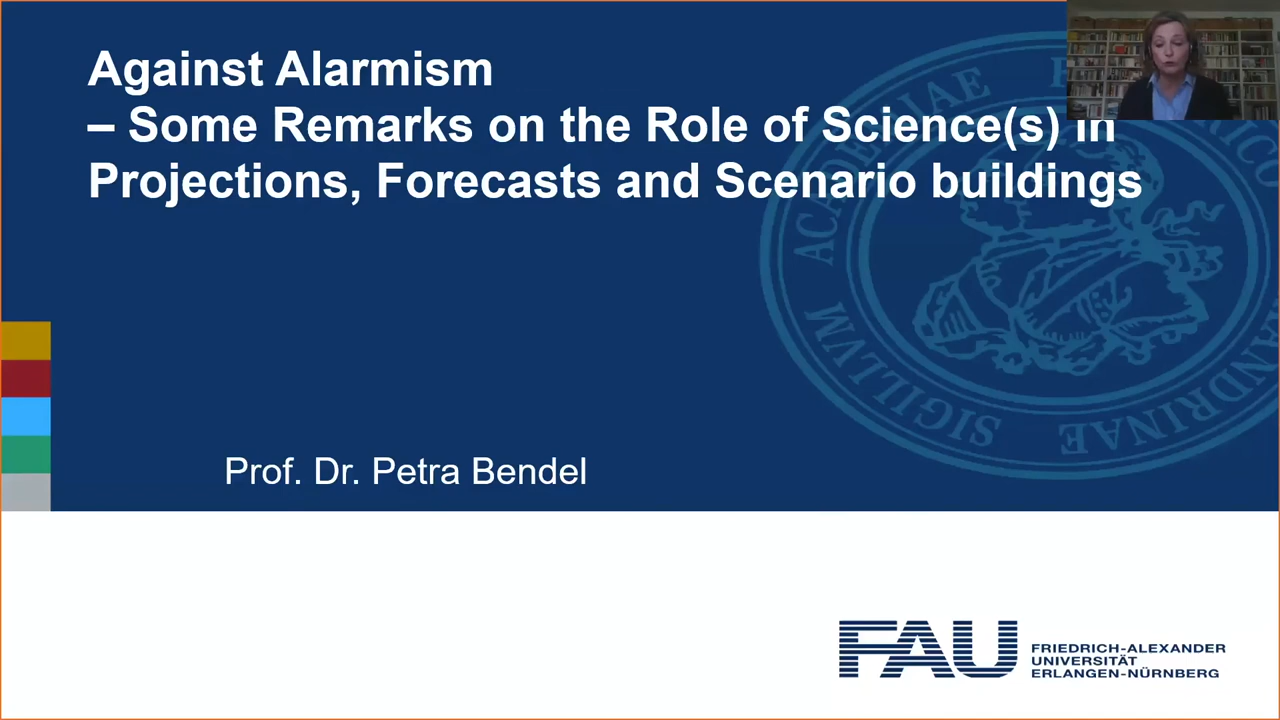 Against Alarmism
– Some Remarks on the Role of Science(s) in
Projections, Forecasts and Scenario buildings
Prof. Dr. Petra Bendel
FAU
FRIEDRICH-ALEXANDER
UNIVERSITÄT
ERLANGEN-NÜRNBERG
SIGILLVM